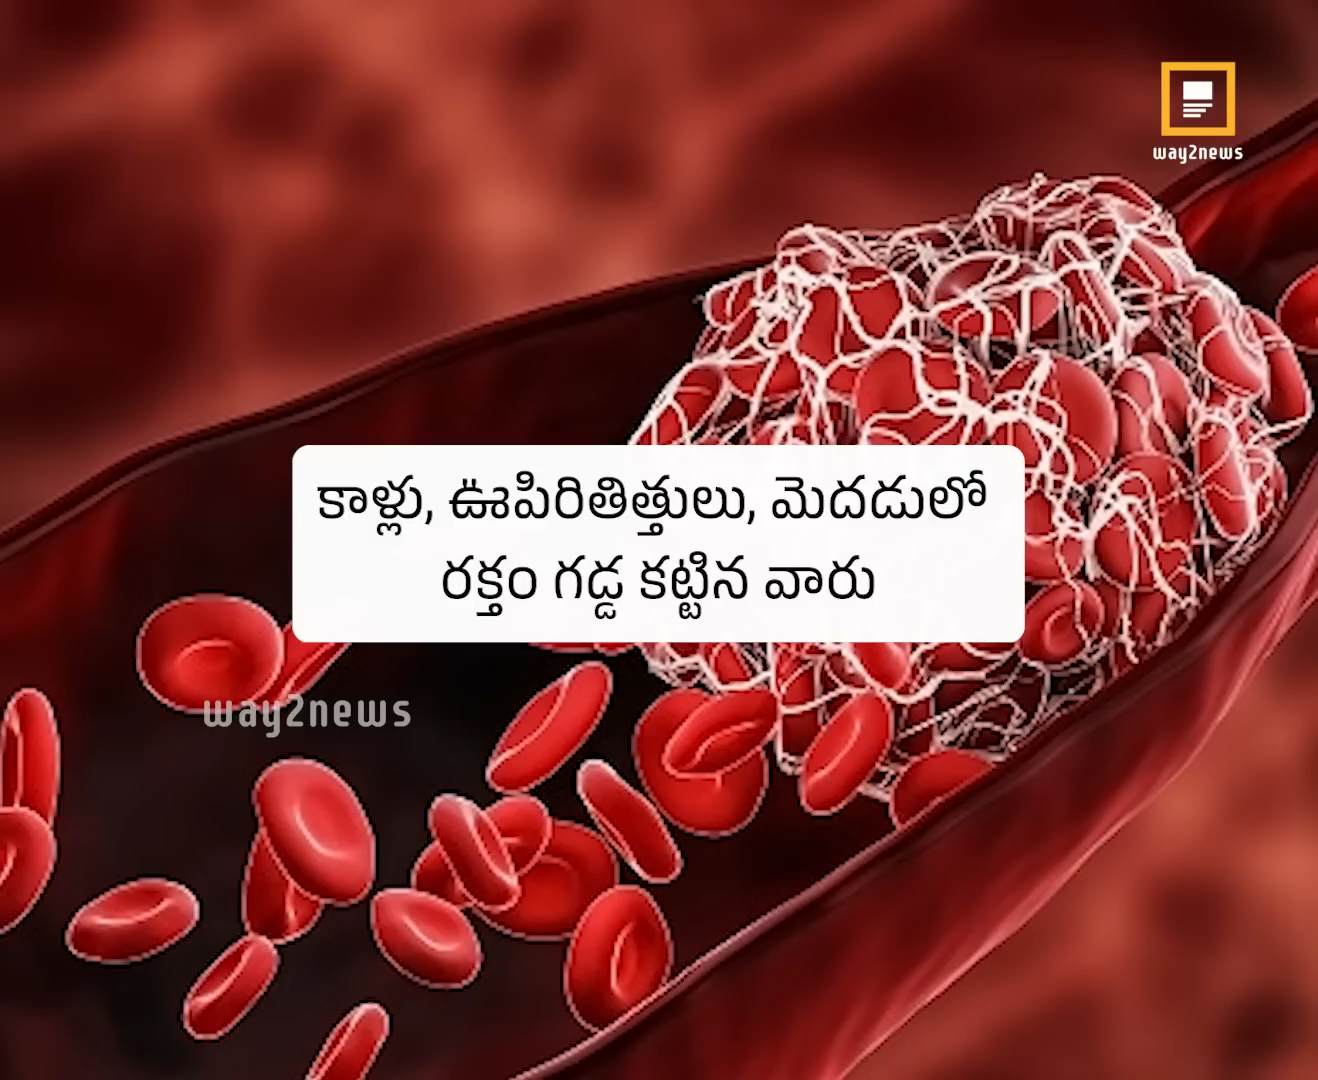 way2news
కాళ్లు, ఊపిరితిత్తులు, మెదడులో
రక్తం గడ్డ కట్టిన వారు
way2news